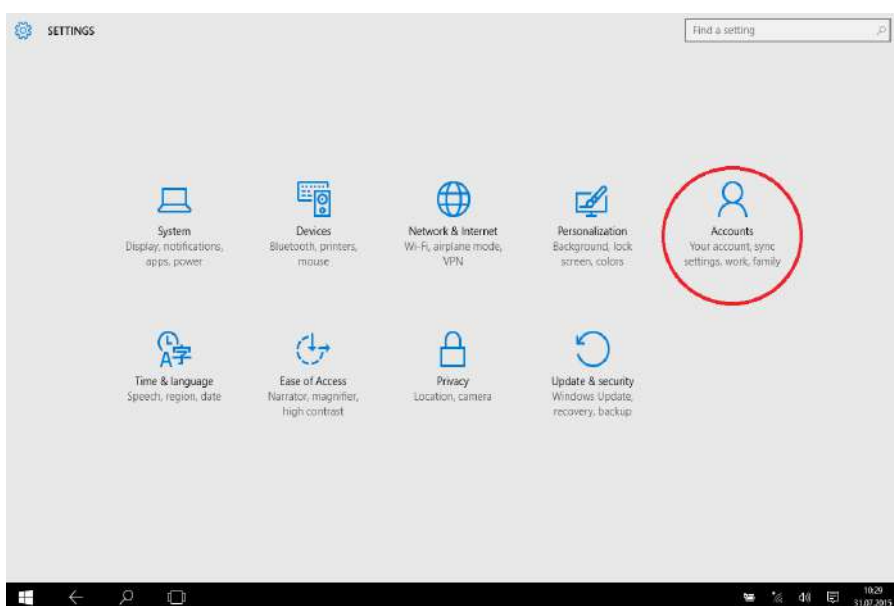 SETTINGS
Find a setting
System
Display, notifications,
apps, power
Devices
Bluetooth, printers,
mouse
Network & Internet
Wi-Fi, airplane mode,
VPN
Personalization
Background, lock
screen, colors
Accounts
Your account, sync
settings, work, family
Time & language
Speech, region, date
Ease of Access
Narrator, magnifier,
high contrast
Privacy
Location, camera
Update & security
Windows Update,
recovery, backup
10:29
31.07.2015